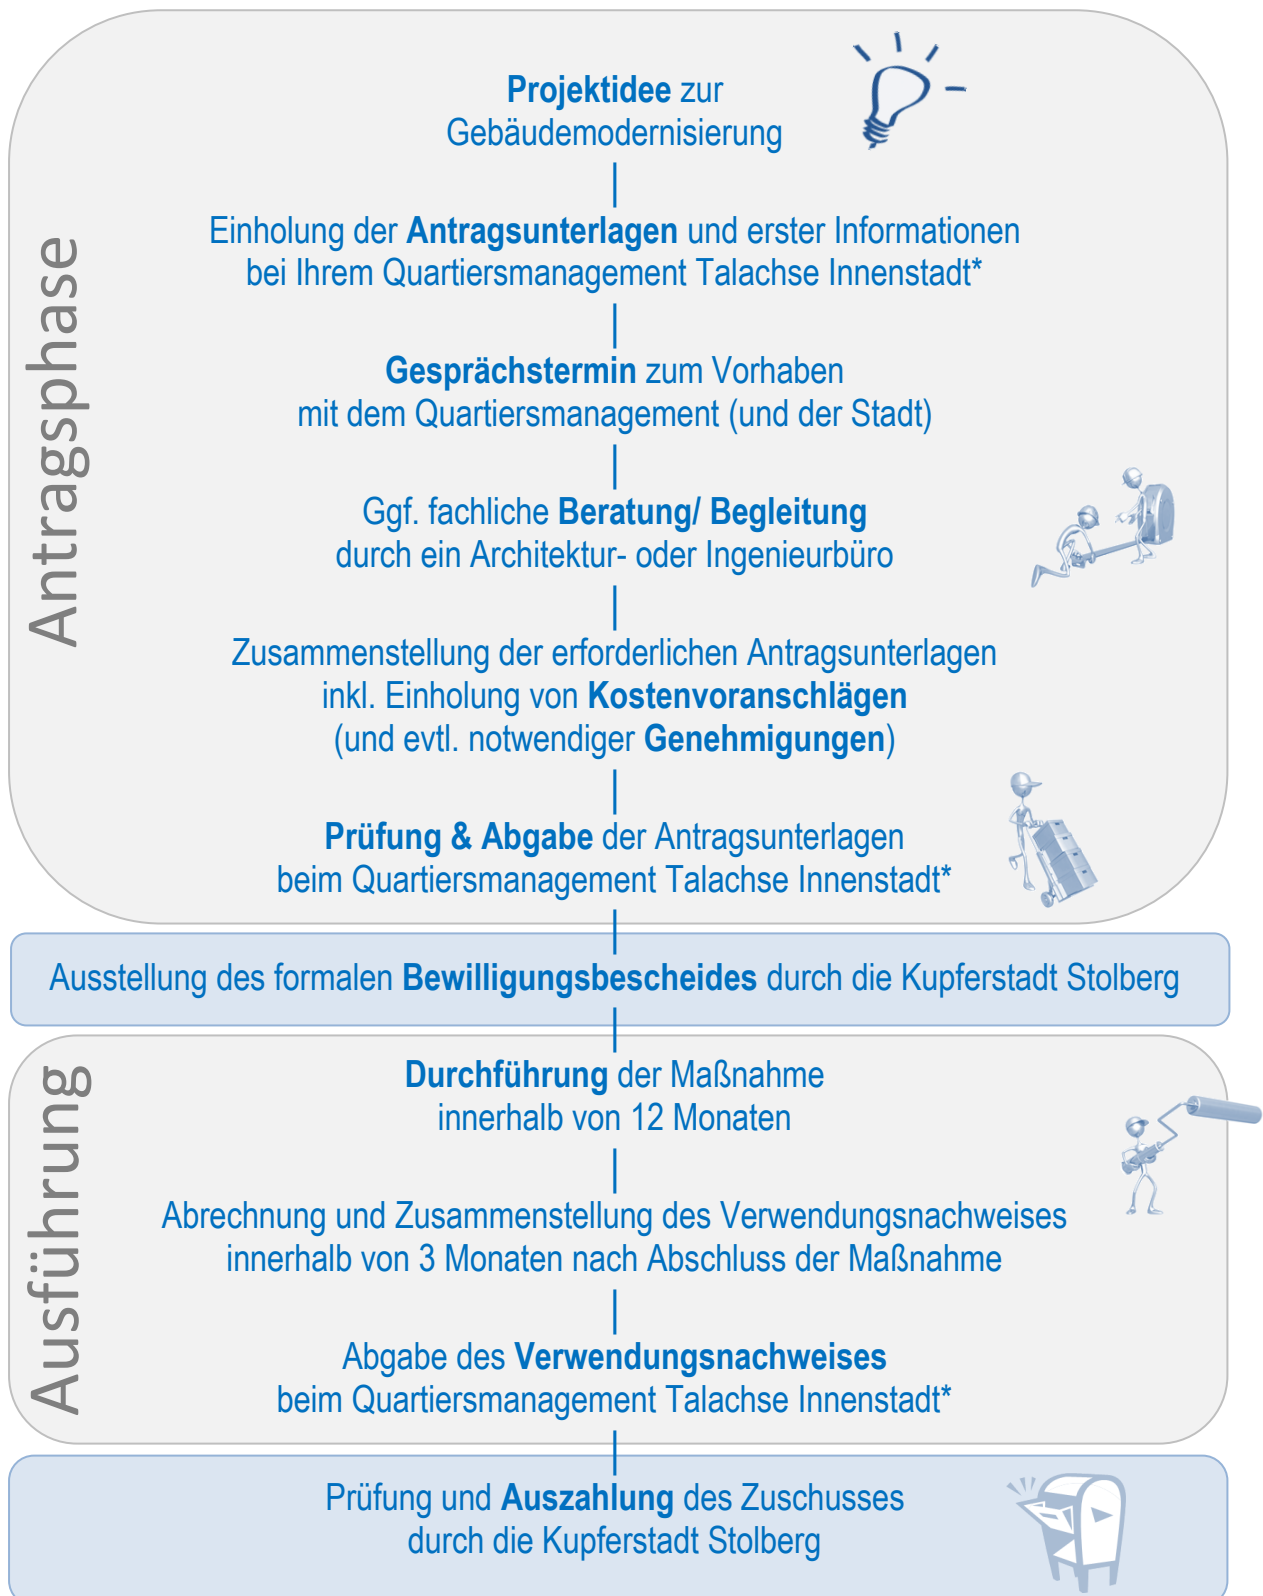 Antragsphase
Projektidee zur
Gebäudemodernisierung
Einholung der Antragsunterlagen und erster Informationen
bei Ihrem Quartiersmanagement Talachse Innenstadt*
Gesprächstermin zum Vorhaben
mit dem Quartiersmanagement (und der Stadt)
Ggf. fachliche Beratung/ Begleitung
durch ein Architektur- oder Ingenieurbüro
Zusammenstellung der erforderlichen Antragsunterlagen
inkl. Einholung von Kostenvoranschlägen
(und evtl. notwendiger Genehmigungen)
Prüfung & Abgabe der Antragsunterlagen
beim Quartiersmanagement Talachse Innenstadt*
Ausstellung des formalen Bewilligungsbescheides durch die Kupferstadt Stolberg
Ausführung
Durchführung der Maßnahme
innerhalb von 12 Monaten
Abrechnung und Zusammenstellung des Verwendungsnachweises
innerhalb von 3 Monaten nach Abschluss der Maßnahme
Abgabe des Verwendungsnachweises
beim Quartiersmanagement Talachse Innenstadt*
Prüfung und Auszahlung des Zuschusses
durch die Kupferstadt Stolberg